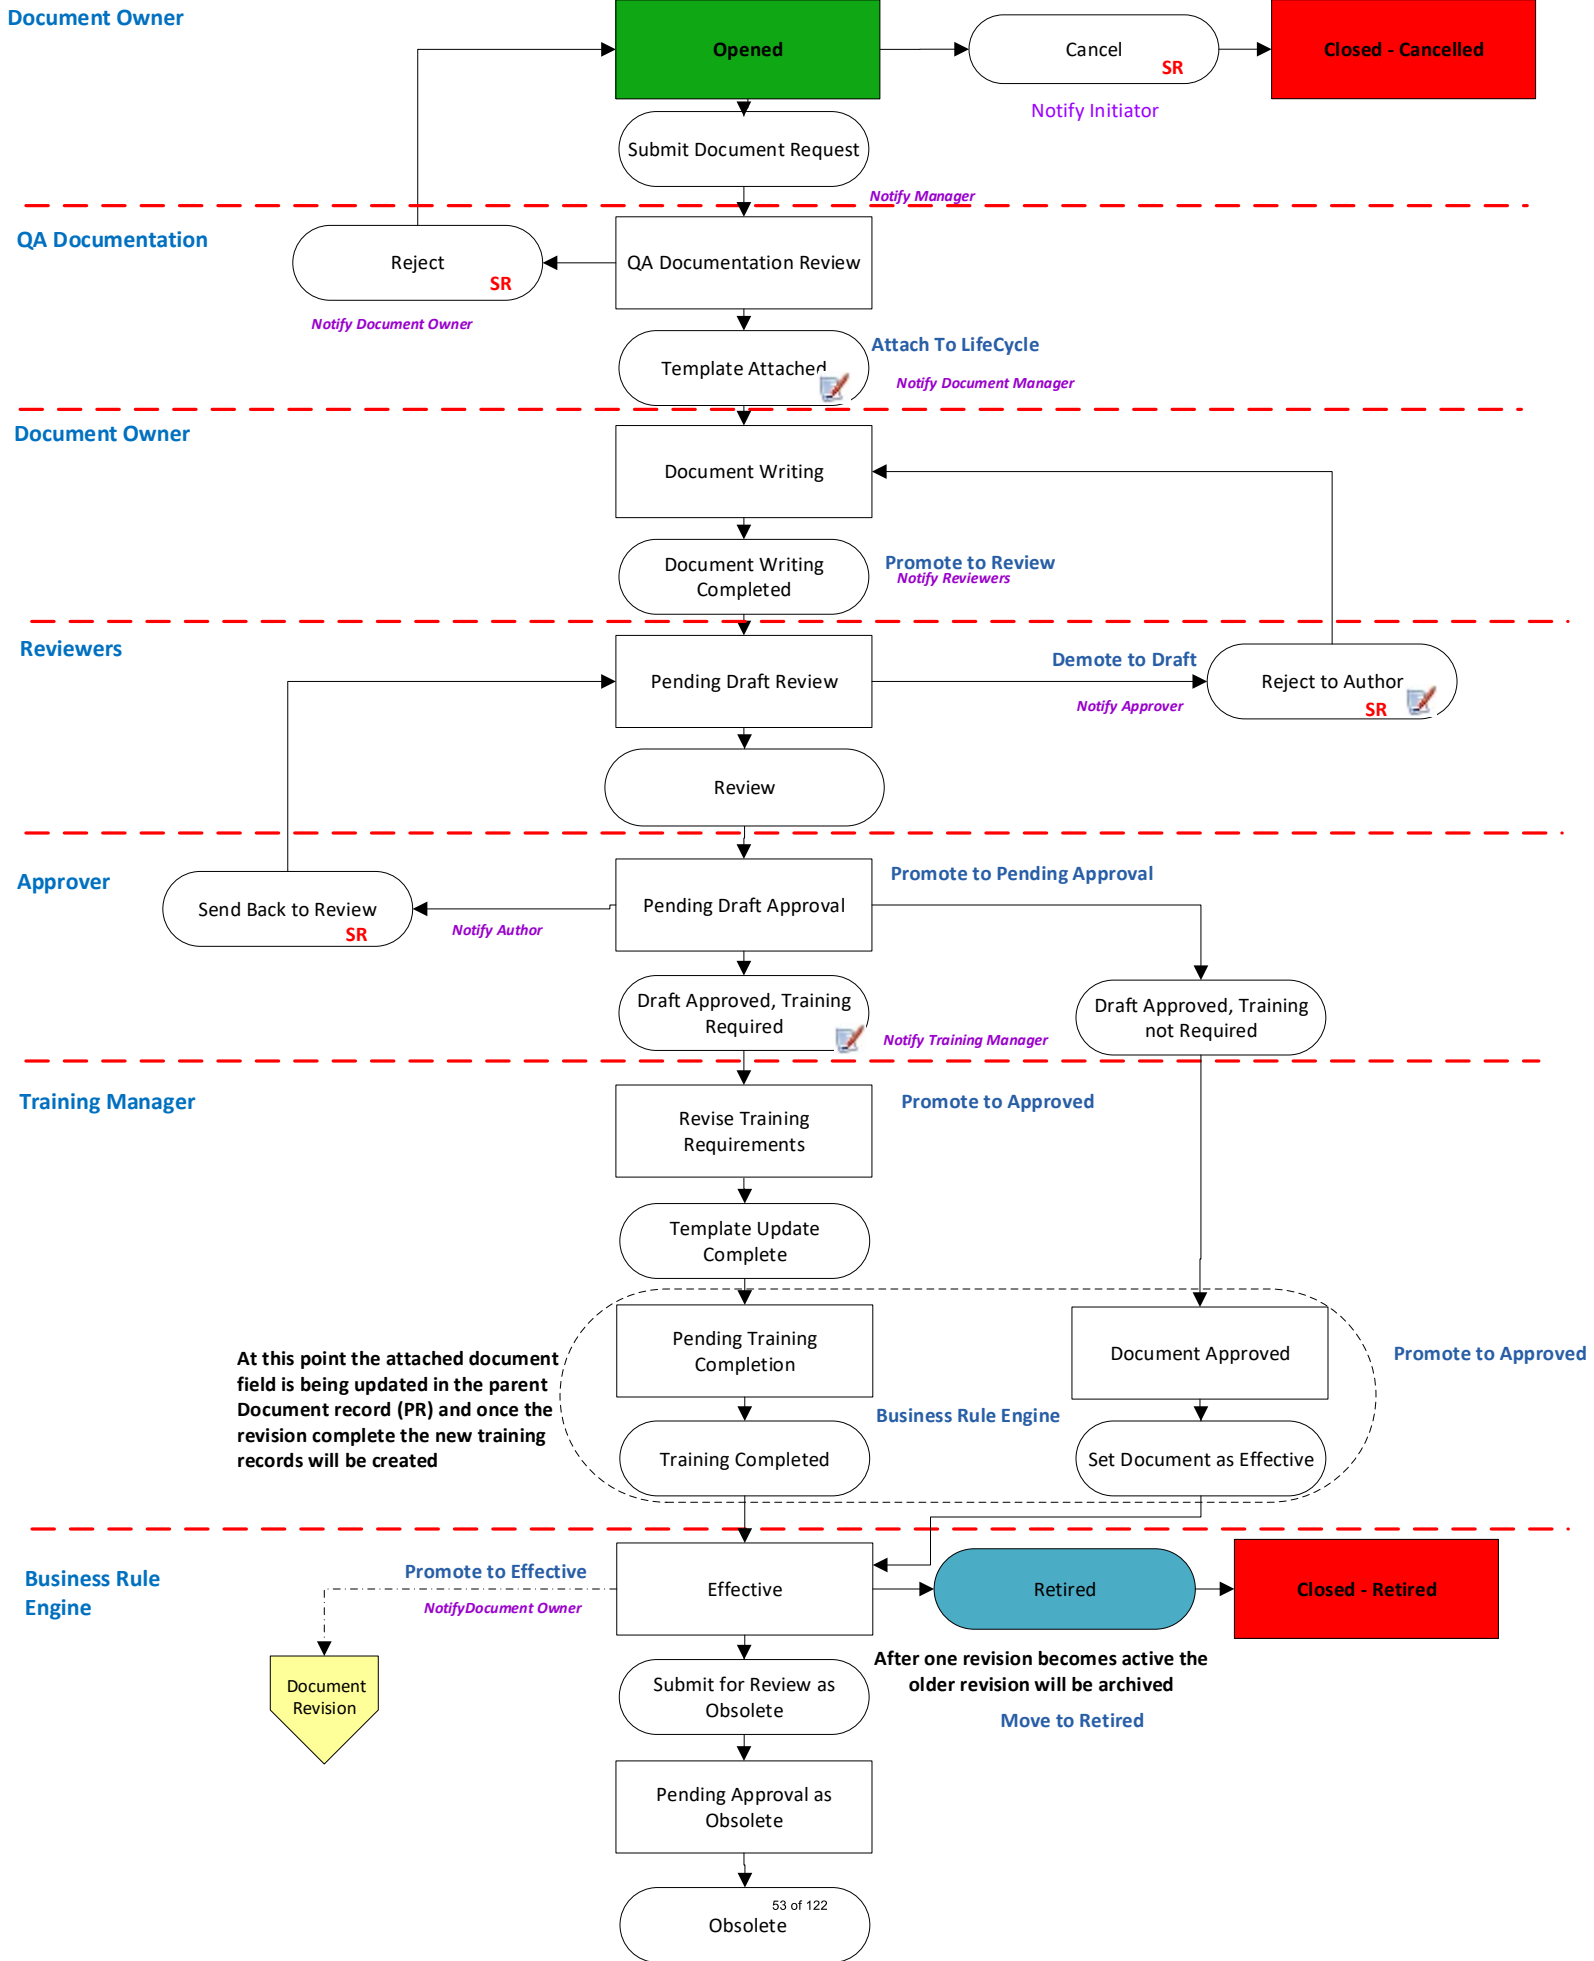 Document Owner
Opened
Cancel
SR
Closed - Cancelled
Notify Initiator
Submit Document Request
Notify Manager
QA Documentation
Reject
SR
QA Documentation Review
Notify Document Owner
Attach To LifeCycle
Template Attached
Notify Document Manager
Document Owner
Document Writing
Document Writing
Completed
Promote to Review
Notify Reviewers
Reviewers
Pending Draft Review
Demote to Draft
Notify Approver
Reject to Author
SR
Review
Approver
Send Back to Review
SR
Notify Author
Pending Draft Approval
Promote to Pending Approval
Draft Approved, Training
Required
Notify Training Manager
Draft Approved, Training
not Required
Training Manager
Revise Training
Requirements
Promote to Approved
Template Update
Complete
At this point the attached document
field is being updated in the parent
Document record (PR) and once the
revision complete the new training
records will be created
Pending Training
Completion
Document Approved
Promote to Approved
Business Rule Engine
Training Completed
Set Document as Effective
Business Rule
Engine
Promote to Effective
NotifyDocument Owner
Effective
Retired
Closed - Retired
Document
Revision
Submit for Review as
Obsolete
After one revision becomes active the
older revision will be archived
Move to Retired
Pending Approval as
Obsolete
53 of 122
Obsolete